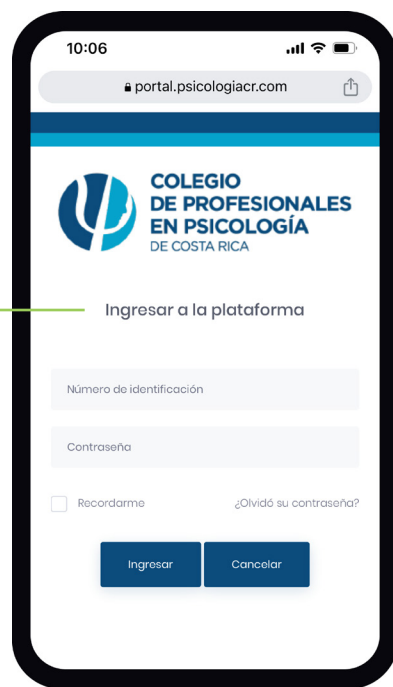 10:06
portal.psicologiacr.com
COLEGIO
DE PROFESIONALES
EN PSICOLOGÍA
DE COSTA RICA
Ingresar a la plataforma
Número de identificación
Contraseña
Recordarme ¿Olvidó su contraseña?
Ingresar Cancelar